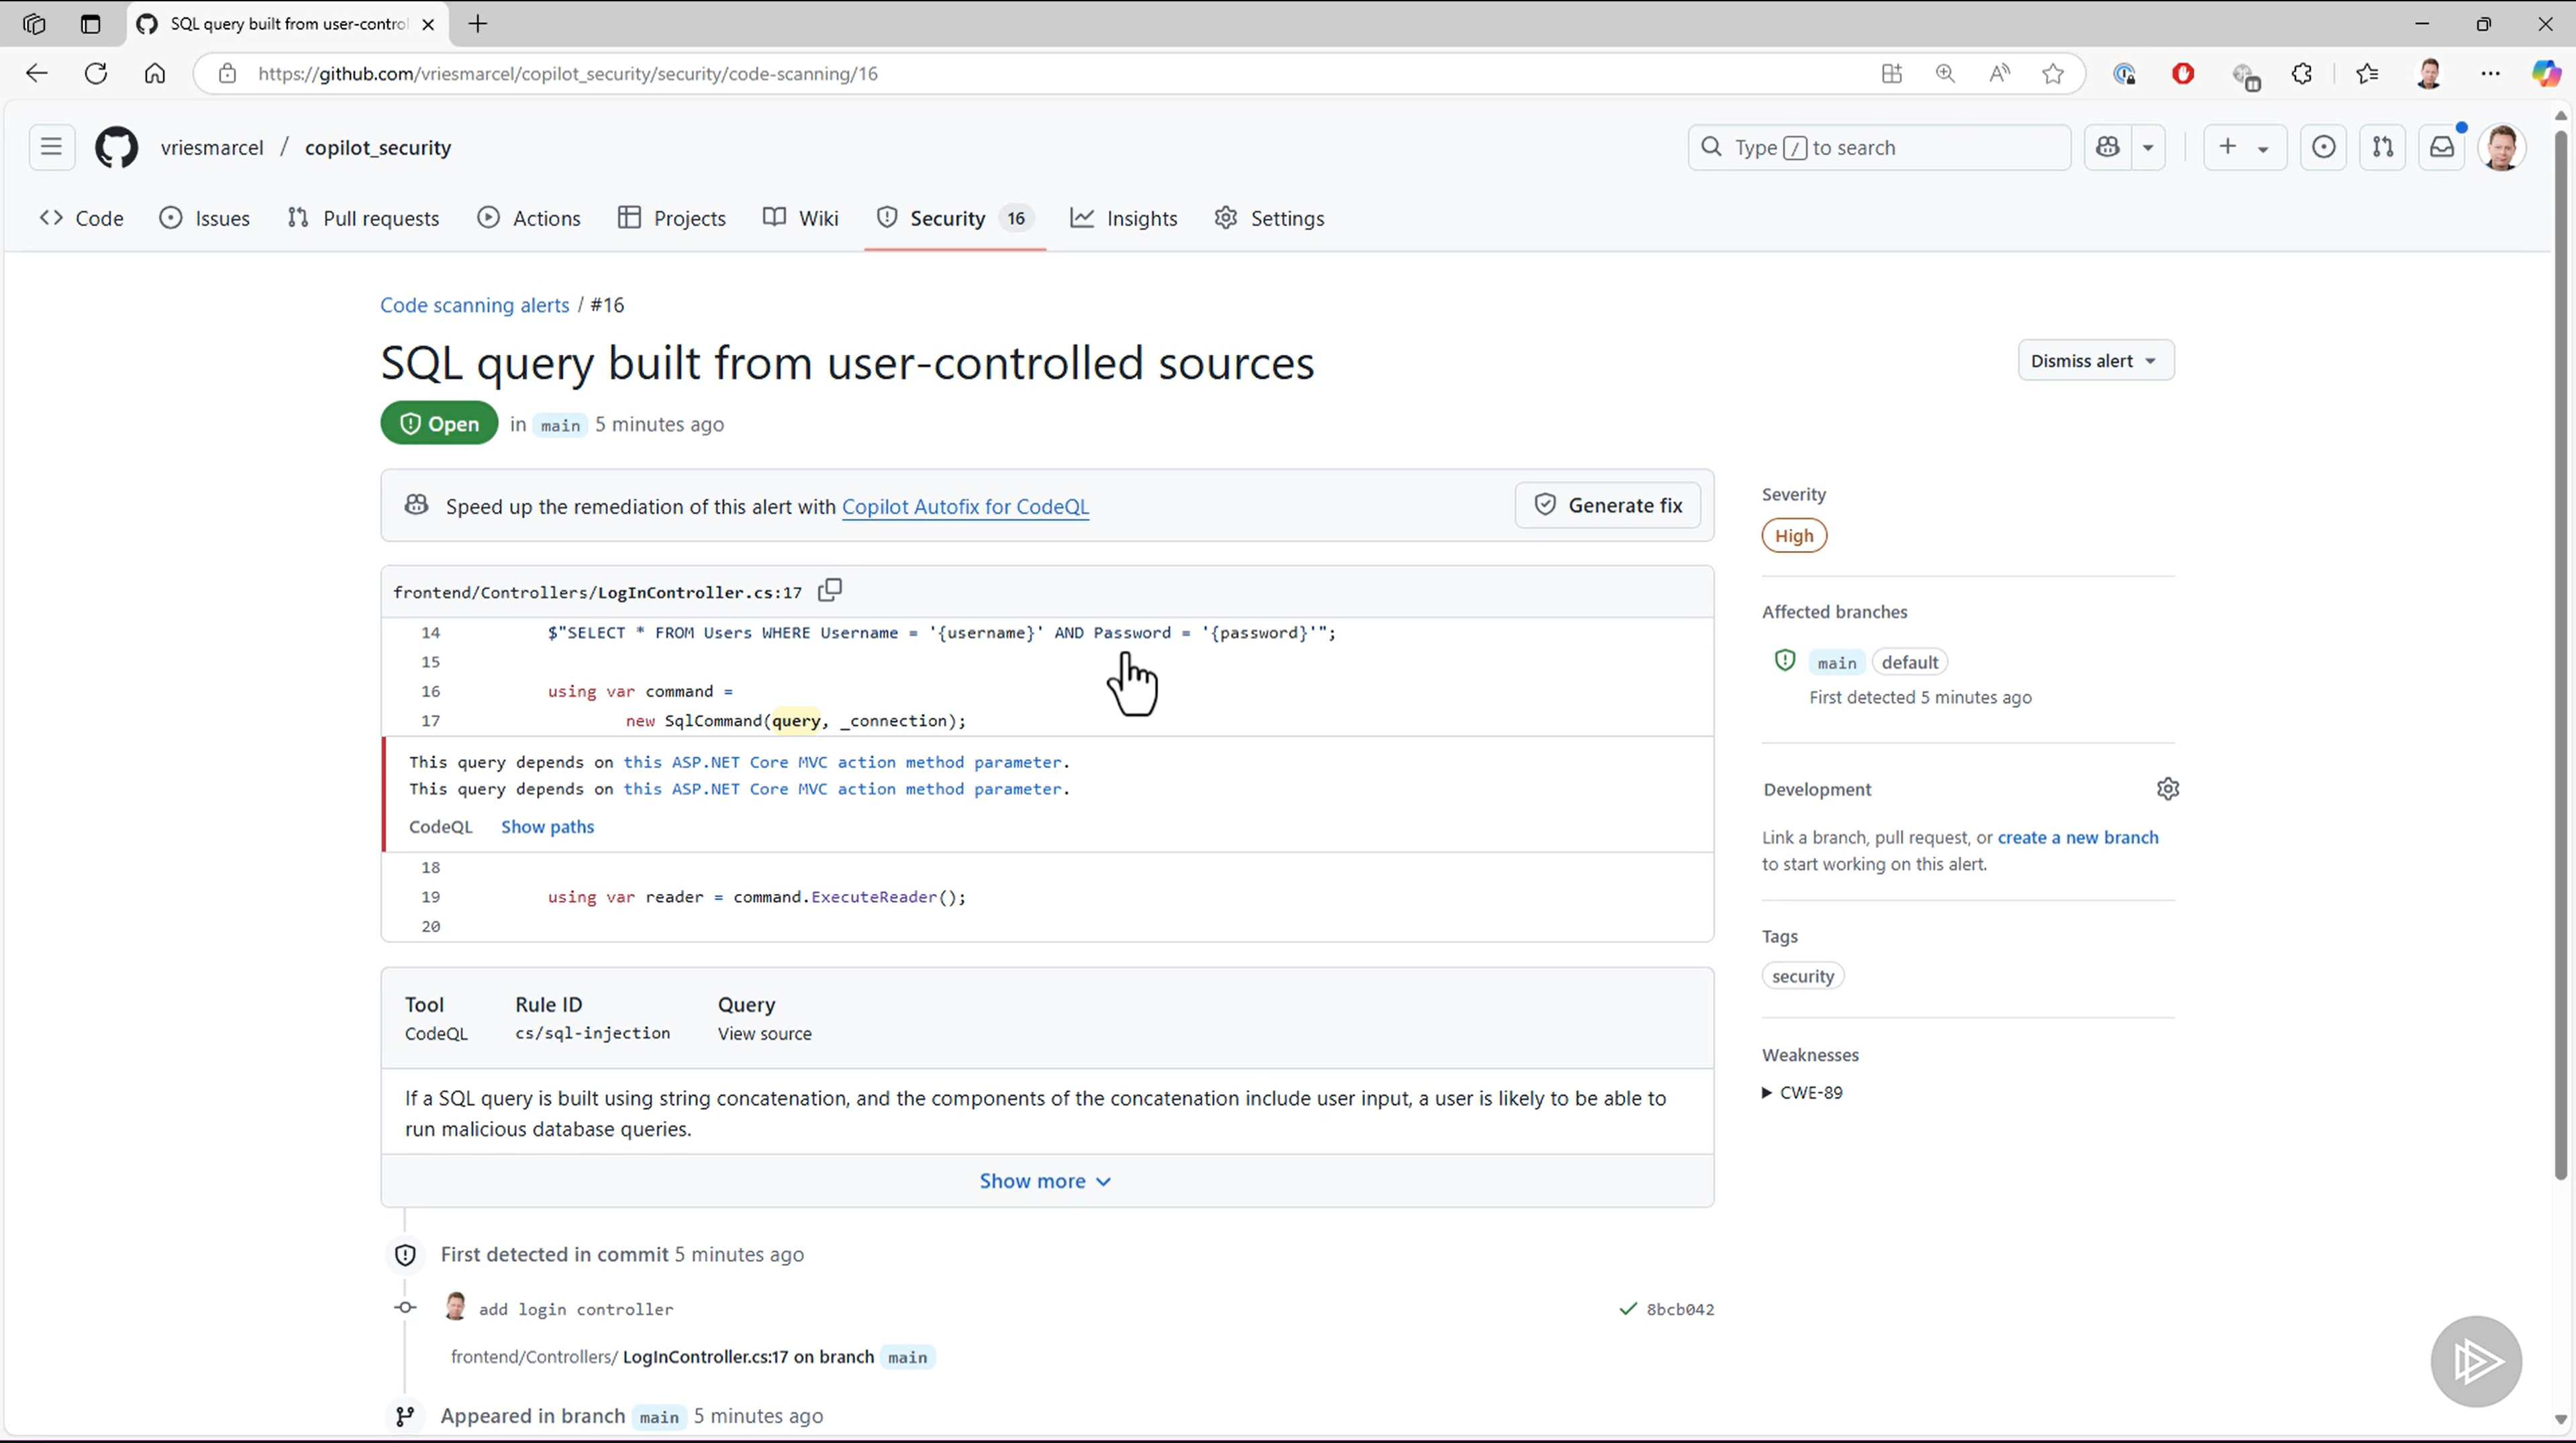 SQL query built from user-control
https://github.com/vriesmarcel/copilot_security/security/code-scanning/16
vriesmarcel / copilot_security
Type / to search
Code
Issues
Pull requests
Actions
Projects
Wiki
Security 16
Insights
Settings
Code scanning alerts / #16
SQL query built from user-controlled sources
Dismiss alert
Open in main 5 minutes ago
Speed up the remediation of this alert with Copilot Autofix for CodeQL
Generate fix
frontend/Controllers/LogInController.cs:17
14 $"SELECT * FROM Users WHERE Username = '{username}' AND Password = '{password}'";
15
16 using var command =
17 new SqlCommand(query, _connection);
This query depends on this ASP.NET Core MVC action method parameter.
This query depends on this ASP.NET Core MVC action method parameter.
CodeQL Show paths
18
19 using var reader = command.ExecuteReader();
20
Tool Rule ID Query
CodeQL cs/sql-injection View source
If a SQL query is built using string concatenation, and the components of the concatenation include user input, a user is likely to be able to
run malicious database queries.
Show more
First detected in commit 5 minutes ago
add login controller 8bcb042
frontend/Controllers/ LogInController.cs:17 on branch main
Appeared in branch main 5 minutes ago
Severity
High
Affected branches
main default
First detected 5 minutes ago
Development
Link a branch, pull request, or create a new branch
to start working on this alert.
Tags
security
Weaknesses
CWE-89